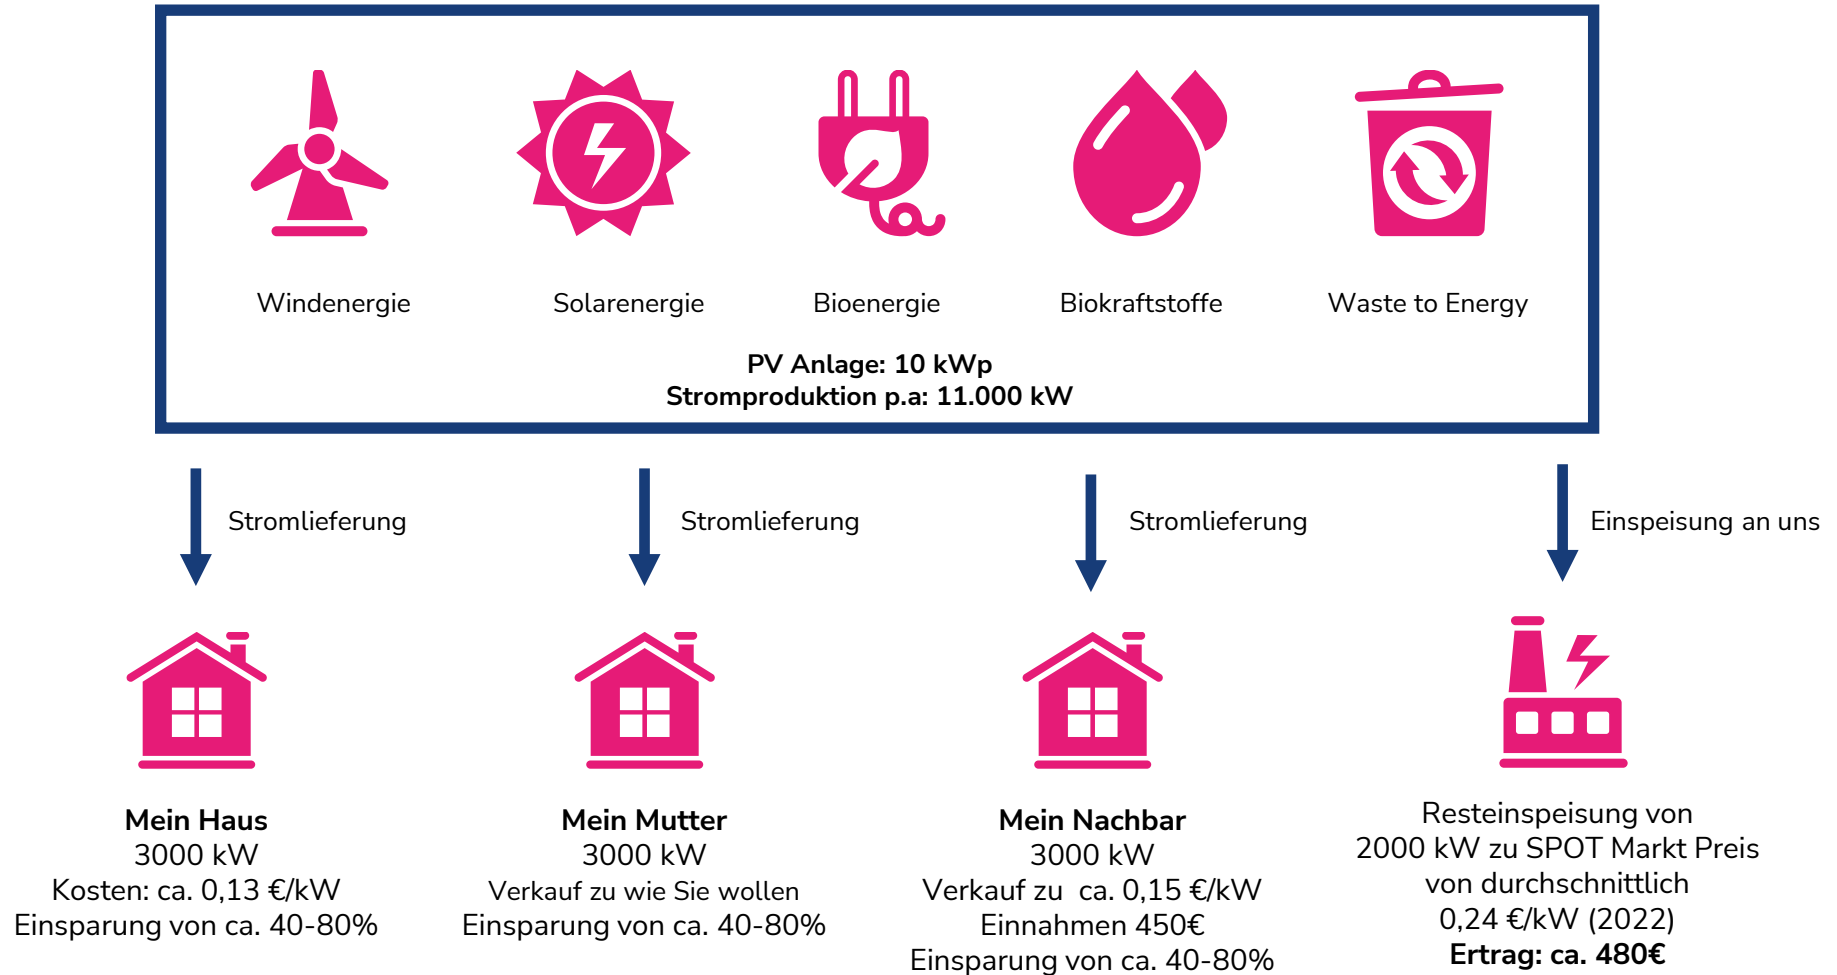 Windenergie
Solarenergie
Bioenergie
Biokraftstoffe
Waste to Energy
PV Anlage: 10 kWp
Stromproduktion p.a: 11.000 kW
Stromlieferung
Stromlieferung
Stromlieferung
Einspeisung an uns
Mein Haus
3000 kW
Kosten: ca. 0,13 €/kW
Einsparung von ca. 40-80%
Mein Mutter
3000 kW
Verkauf zu wie Sie wollen
Einsparung von ca. 40-80%
Mein Nachbar
3000 kW
Verkauf zu ca. 0,15 €/kW
Einnahmen 450€
Einsparung von ca. 40-80%
Resteinspeisung von
2000 kW zu SPOT Markt Preis
von durchschnittlich
0,24 €/kW (2022)
Ertrag: ca. 480€